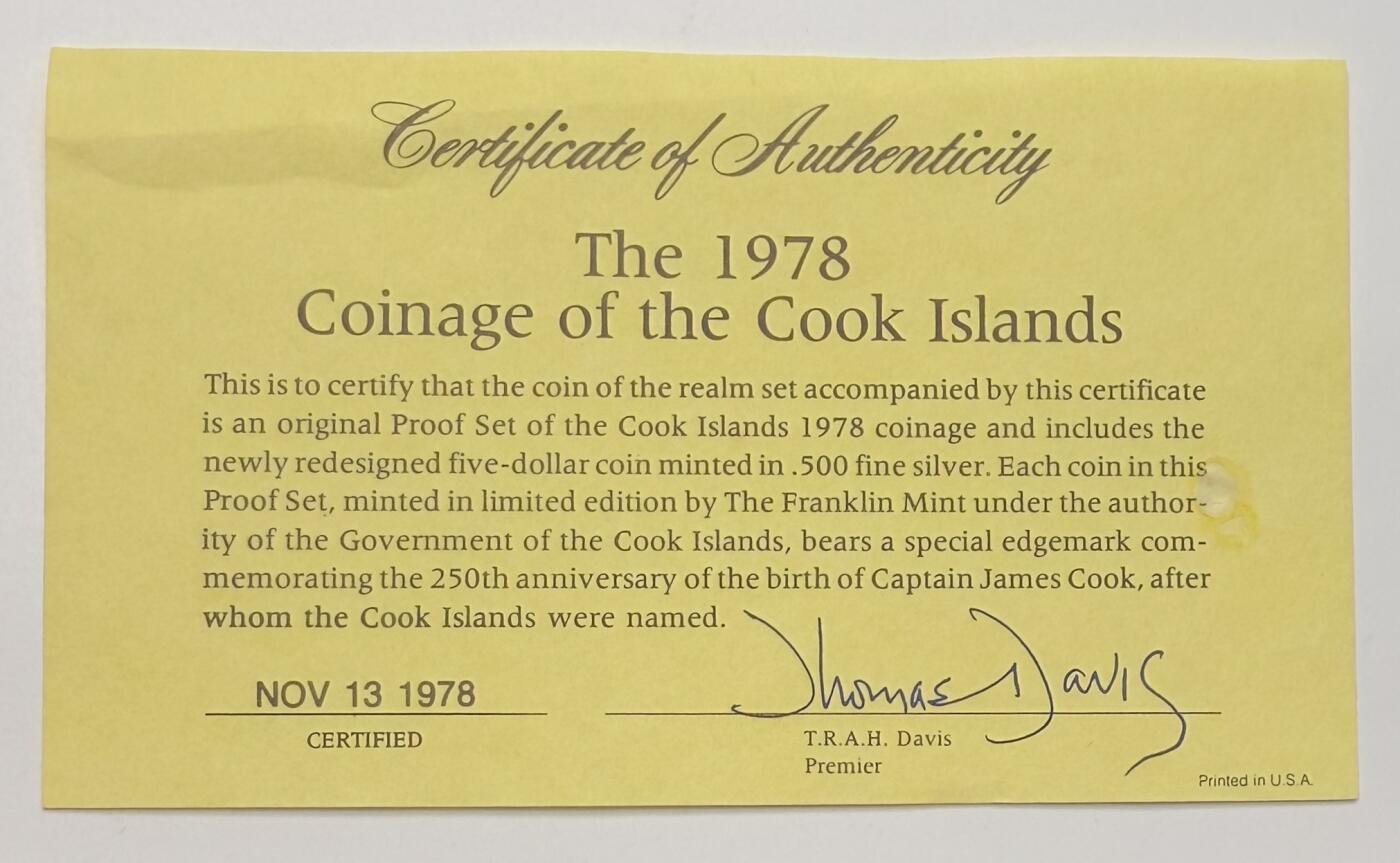 Certificate of Authenticity
The 1978
Coinage of the Cook Islands
This is to certify that the coin of the realm set accompanied by this certificate
is an original Proof Set of the Cook Islands 1978 coinage and includes the
newly redesigned five-dollar coin minted in .500 fine silver. Each coin in this
Proof Set, minted in limited edition by The Franklin Mint under the author-
ity of the Government of the Cook Islands, bears a special edgemark com-
memorating the 250th anniversary of the birth of Captain James Cook, after
whom the Cook Islands were named.
Thomas Davis
NOV 13 1978
CERTIFIED
T.R.A.H. Davis
Premier
Printed in U.S.A.